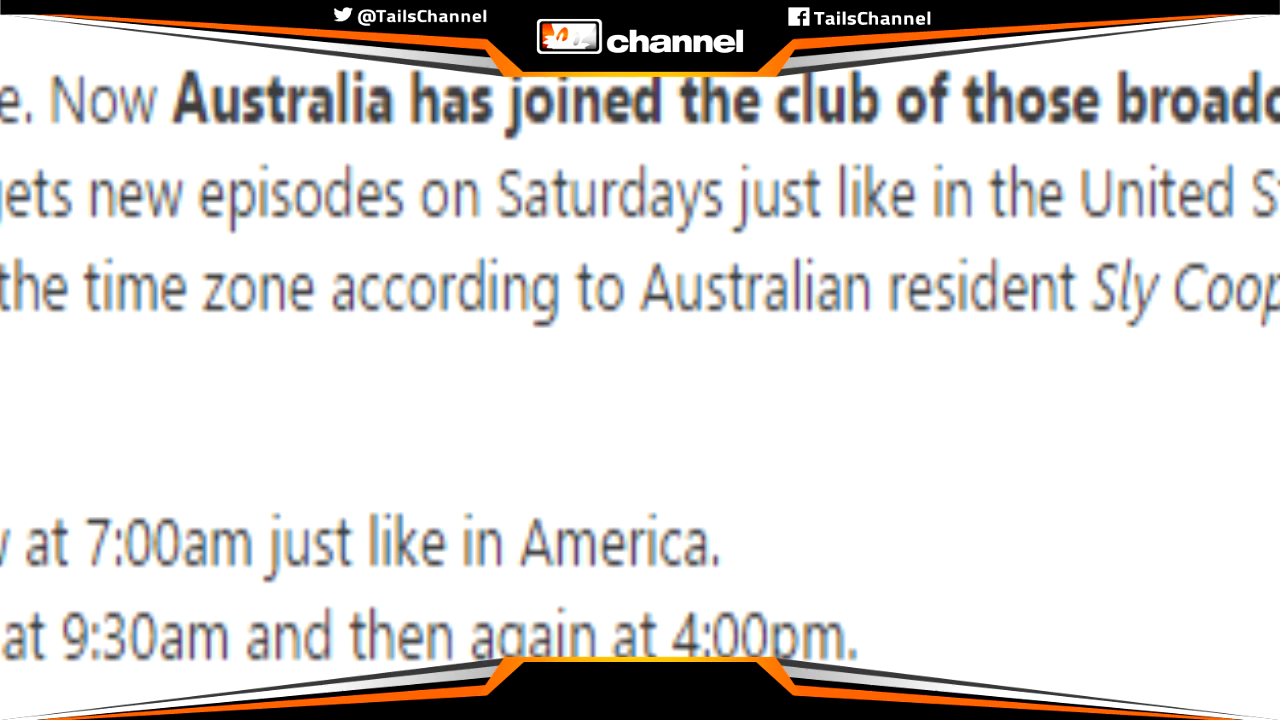 @TailsChannel
channel
TailsChannel
e. Now Australia has joined the club of those broadc
gets new episodes on Saturdays just like in the United S
the time zone according to Australian resident Sly Coop
at 7:00am just like in America.
at 9:30am and then again at 4:00pm.